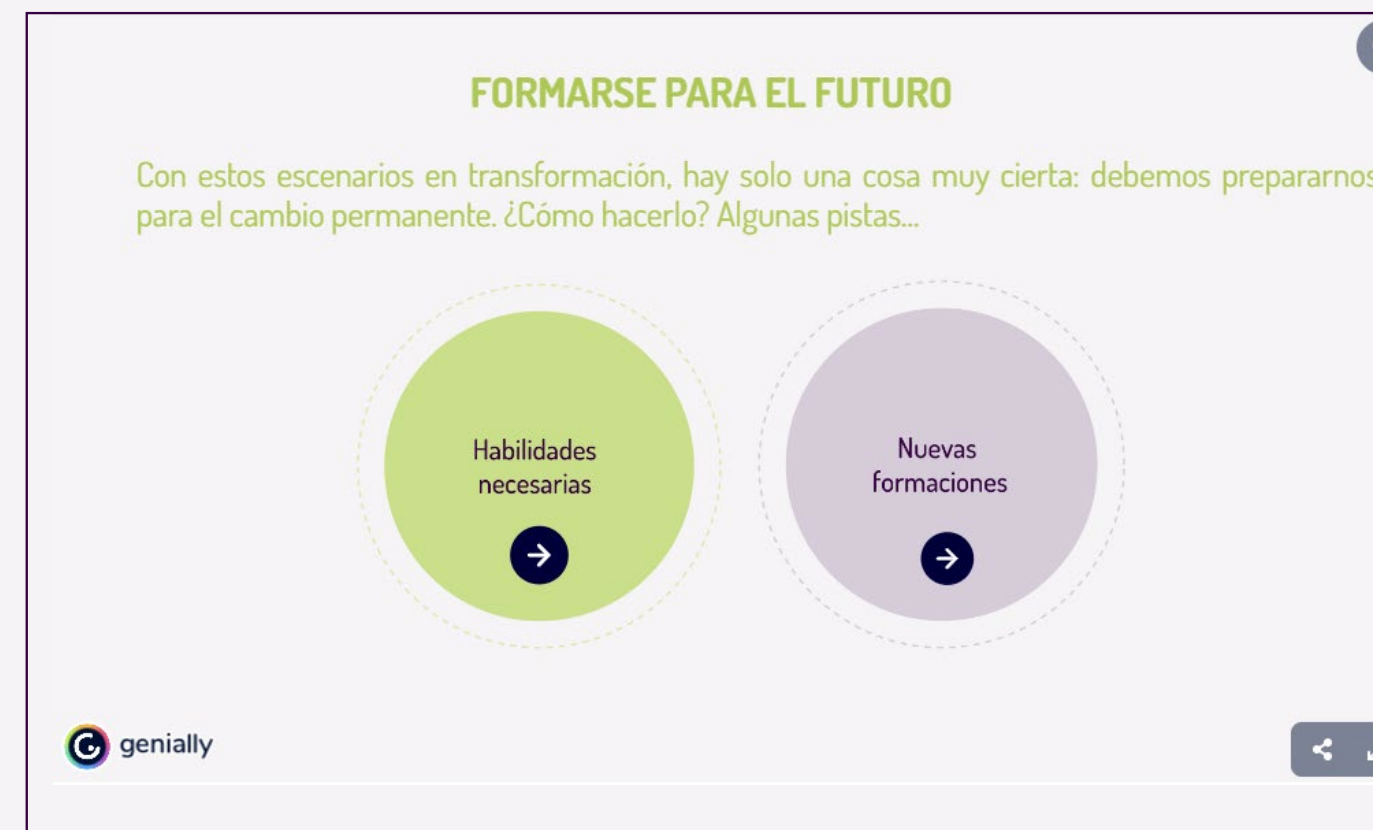 FORMARSE PARA EL FUTURO
Con estos escenarios en transformación, hay solo una cosa muy cierta: debemos prepararnos
para el cambio permanente. ¿Cómo hacerlo? Algunas pistas...
Habilidades
necesarias
Nuevas
formaciones
genially